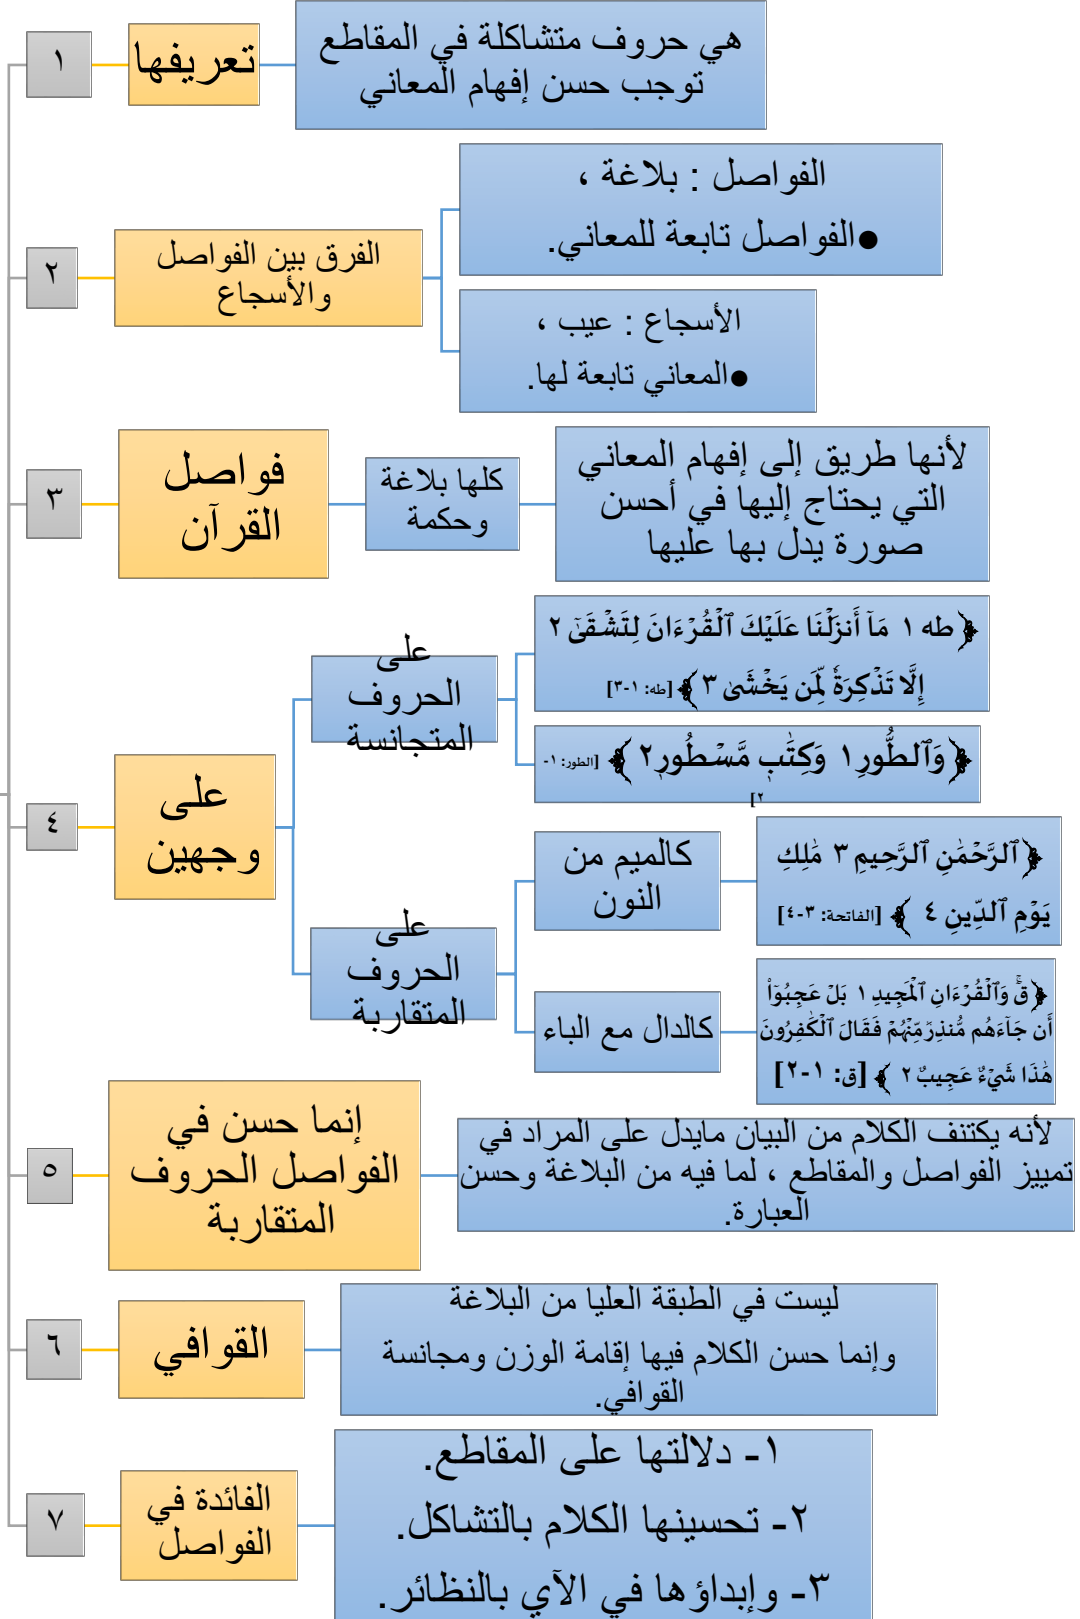 ١
تعريفها
هي حروف متشاكلة في المقاطع
توجب حسن إفهام المعاني
٢
الفرق بين الفواصل
والأسجاع
الفواصل : بلاغة ،
●الفواصل تابعة للمعاني.
الأسجاع : عيب ،
●المعاني تابعة لها.
٣
فواصل
القرآن
كلها بلاغة
وحكمة
لأنها طريق إلى إفهام المعاني
التي يحتاج إليها في أحسن
صورة يدل بها عليها
٤
على
وجهين
على
الحروف
المتجانسة
﴿طه ١ مَآ أَنزَلۡنَا عَلَيۡكَ ٱلۡقُرۡءَانَ لِتَشۡقَىٰٓ ٢
إِلَّا تَذۡكِرَةٗ لِّمَن يَخۡشَىٰ ٣ ﴾ [طه: ١-٣]
﴿وَٱلطُّورِ١ وَكِتَٰبٖ مَّسۡطُورٖ٢ ﴾ [الطور: ١-
٢]
على
الحروف
المتقاربة
كالميم من
النون
﴿ٱلرَّحۡمَٰنِ ٱلرَّحِيمِ ٣ مَٰلِكِ
يَوۡمِ ٱلدِّينِ ٤ ﴾ [الفاتحة: ٣-٤]
كالدال مع الباء
﴿قٓۚ وَٱلۡقُرۡءَانِ ٱلۡمَجِيدِ ١ بَلۡ عَجِبُوٓاْ
أَن جَآءَهُم مُّنذِرٞ مِّنۡهُمۡ فَقَالَ ٱلۡكَٰفِرُونَ
هَٰذَا شَيۡءٌ عَجِيبٌ ٢ ﴾ [ق: ١-٢]
٥
إنما حسن في
الفواصل الحروف
المتقاربة
لأنه يكتنف الكلام من البيان مايدل على المراد في
تمييز الفواصل والمقاطع ، لما فيه من البلاغة وحسن
العبارة.
٦
القوافي
ليست في الطبقة العليا من البلاغة
وإنما حسن الكلام فيها إقامة الوزن ومجانسة
القوافي.
٧
الفائدة في
الفواصل
١- دلالتها على المقاطع.
٢- تحسينها الكلام بالتشاكل.
٣- وإبداؤها في الآي بالنظائر.